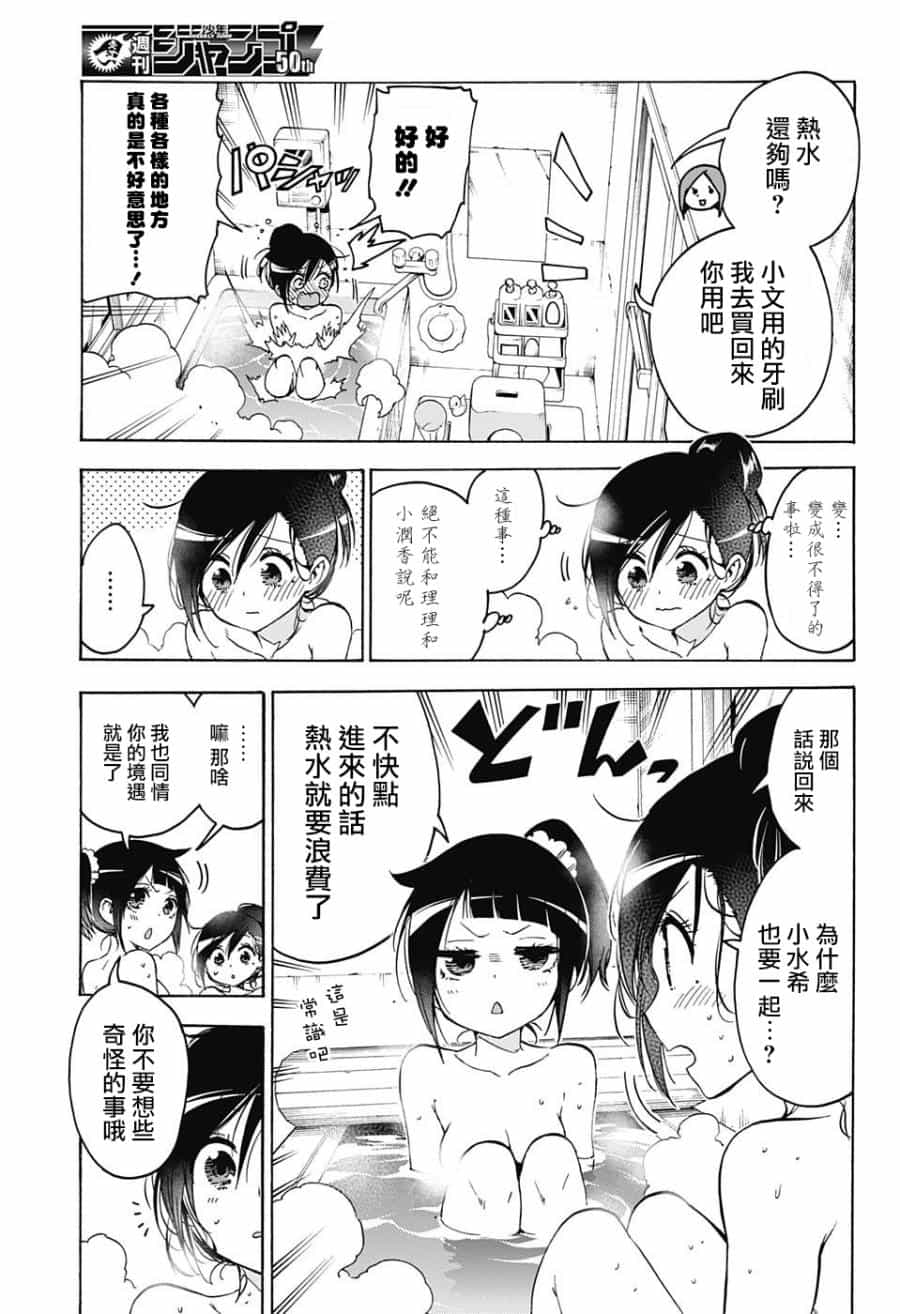 週刊
少年
ジャンプ
50th
熱水
還夠嗎?
小文用的牙刷
我去買回來
你用吧
好
好的!!
パシャッ
各種各樣的地方
真的是不好意思了…!
變…
變成很不得了的
事啦…
這種事…
絕不能和理理和
小潤香說呢
……
那個
話說回來
為什麼
小水希
也要一起…?
どんっ
不快點
進來的話
熱水就要浪費了
這是
常識吧
……
嘛那啥
我也同情
你的境遇
就是了
你不要想些
奇怪的事哦